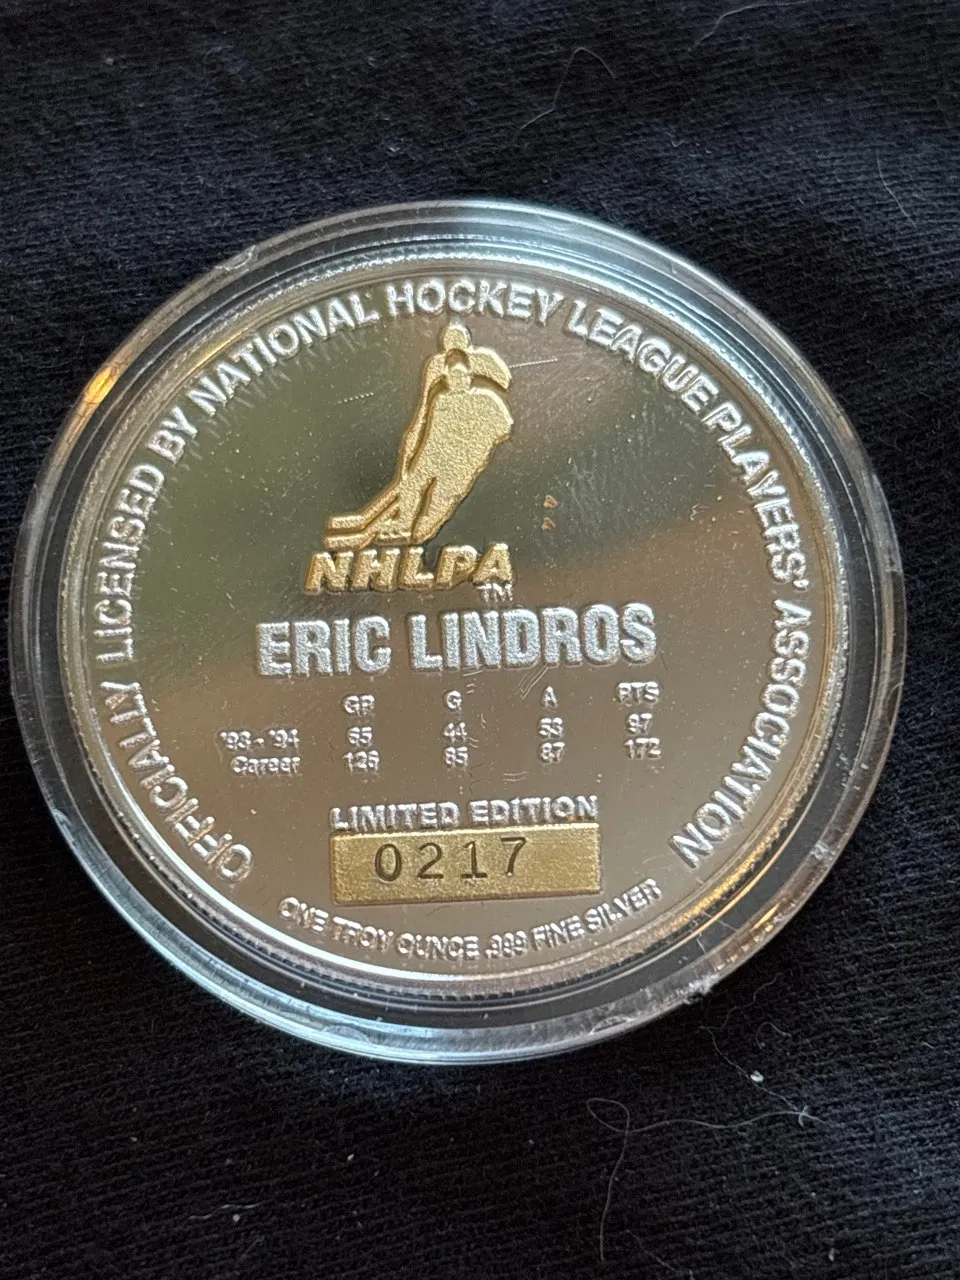 OFFICIALLY LICENSED BY NATIONAL HOCKEY LEAGUE PLAYERS' ASSOCIATION
NHLPA
TM
ERIC LINDROS
GP G A PTS
'93 - '94 65 44 53 97
Career 126 85 87 172
LIMITED EDITION
0217
ONE TROY OUNCE .999 FINE SILVER